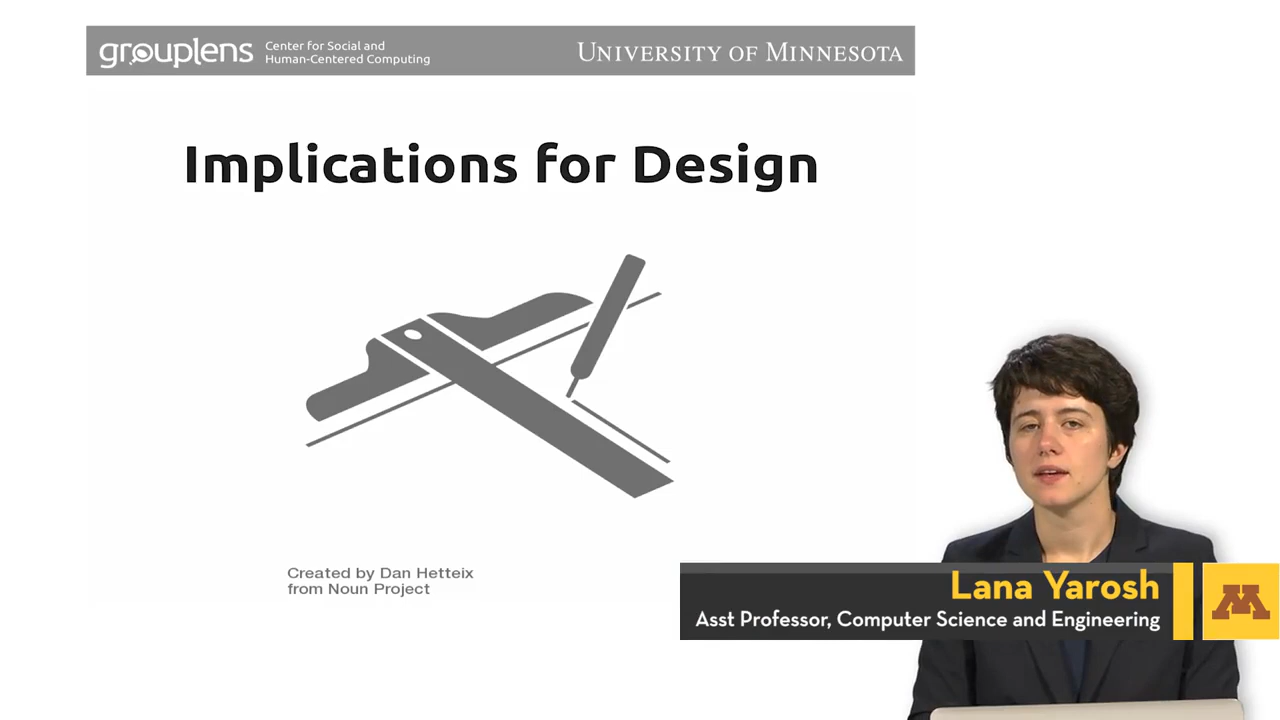 grouplens
Center for Social and
Human-Centered Computing
UNIVERSITY OF MINNESOTA
Implications for Design
Created by Dan Hetteix
from Noun Project
Lana Yarosh
Asst Professor, Computer Science and Engineering
M